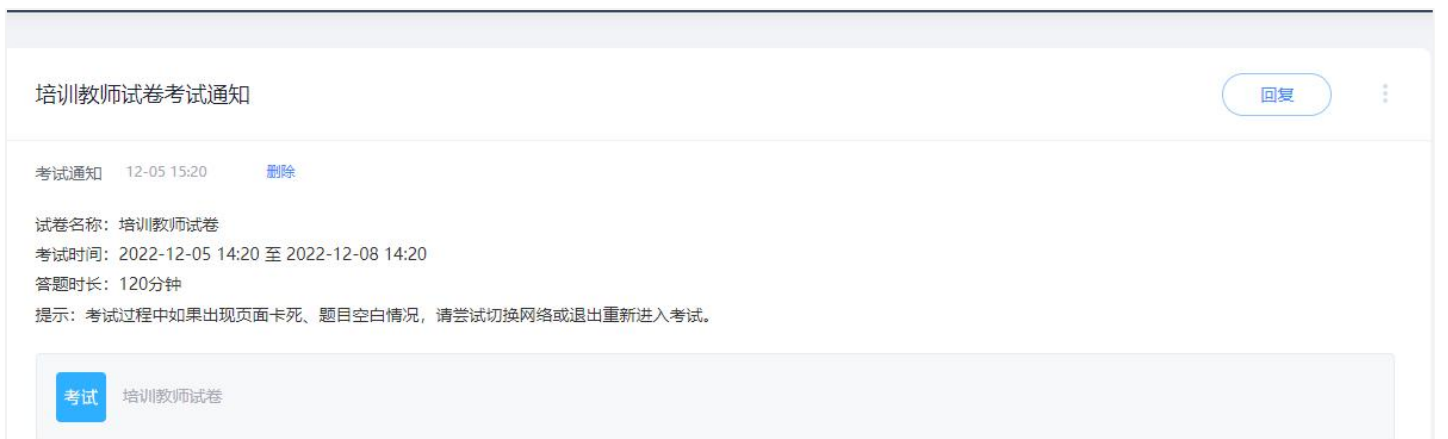 培训教师试卷考试通知
回复
考试通知 12-05 15:20 删除
试卷名称：培训教师试卷
考试时间：2022-12-05 14:20 至 2022-12-08 14:20
答题时长：120分钟
提示：考试过程中如果出现页面卡死、题目空白情况，请尝试切换网络或退出重新进入考试。
考试 培训教师试卷